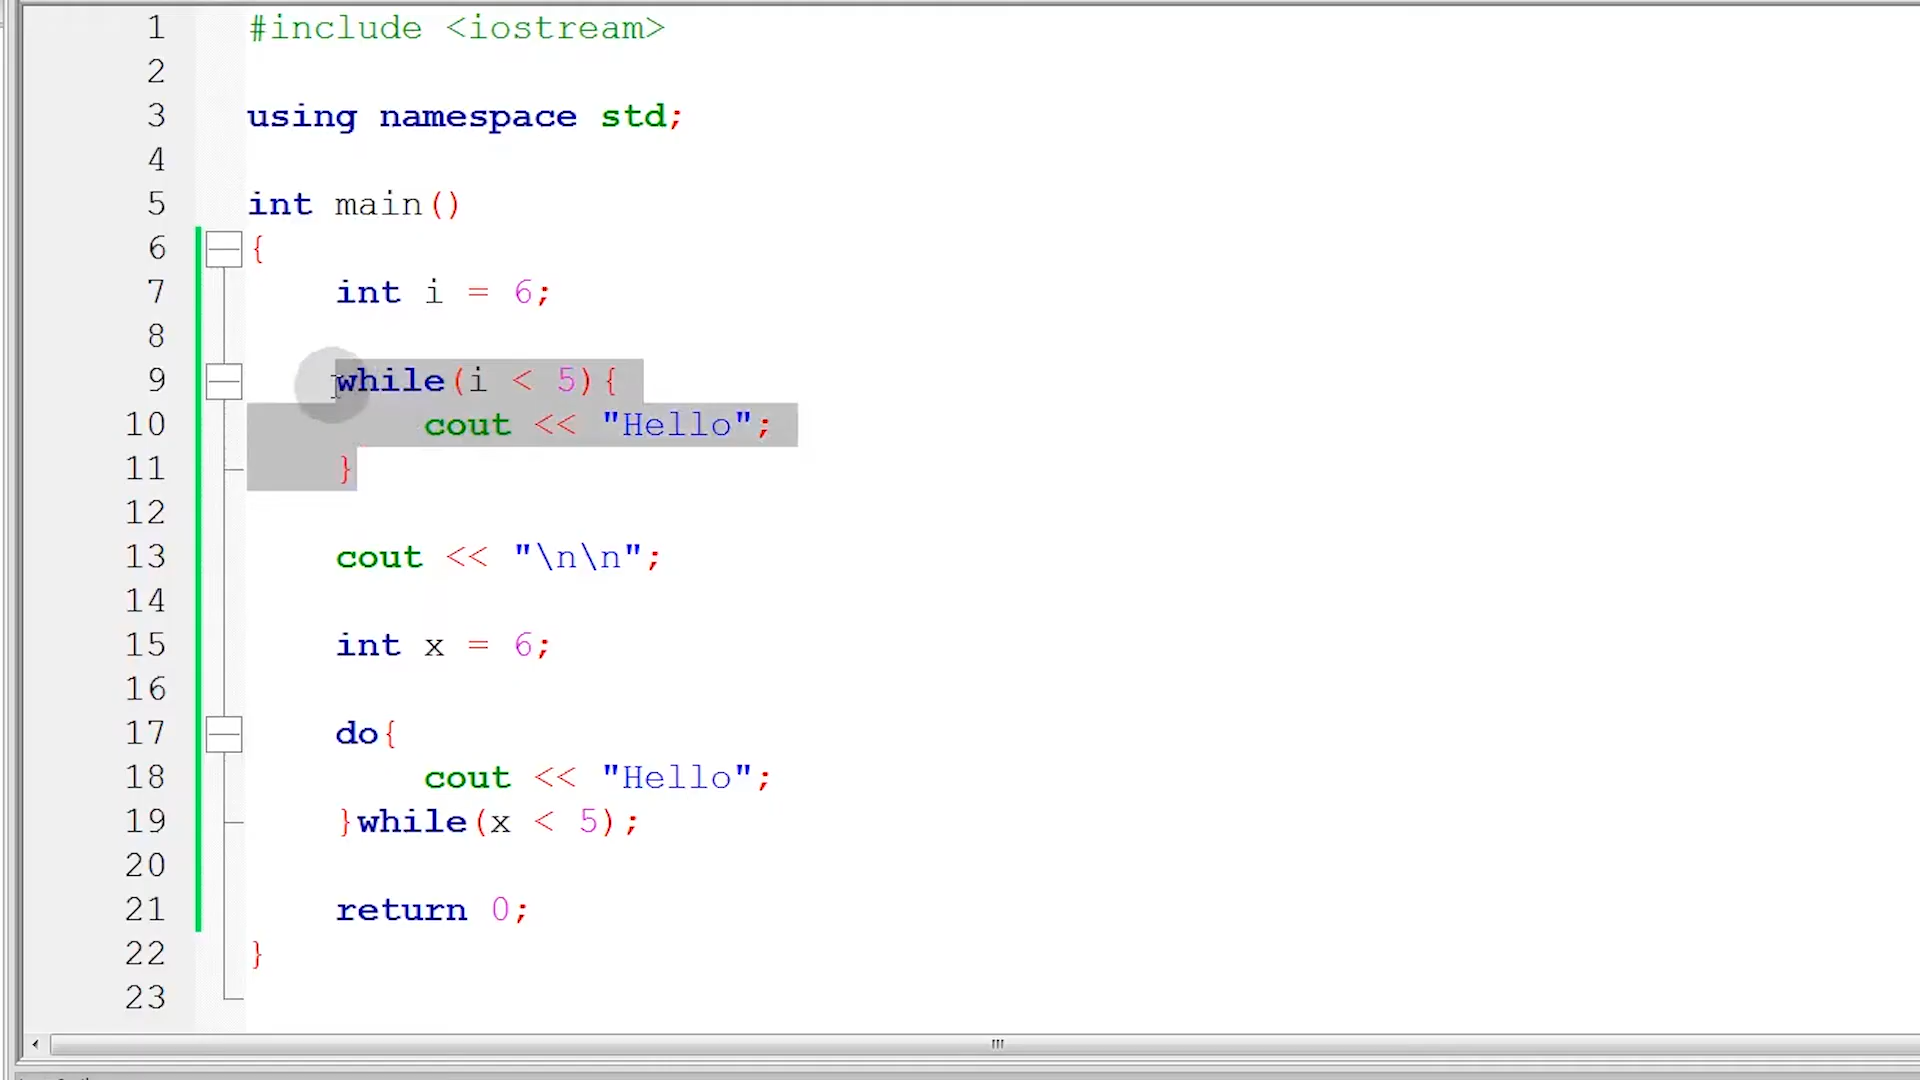 1 #include <iostream>
2
3 using namespace std;
4
5 int main()
6 {
7     int i = 6;
8
9     while(i < 5){
10         cout << "Hello";
11     }
12
13     cout << "\n\n";
14
15     int x = 6;
16
17     do{
18         cout << "Hello";
19     }while(x < 5);
20
21     return 0;
22 }
23